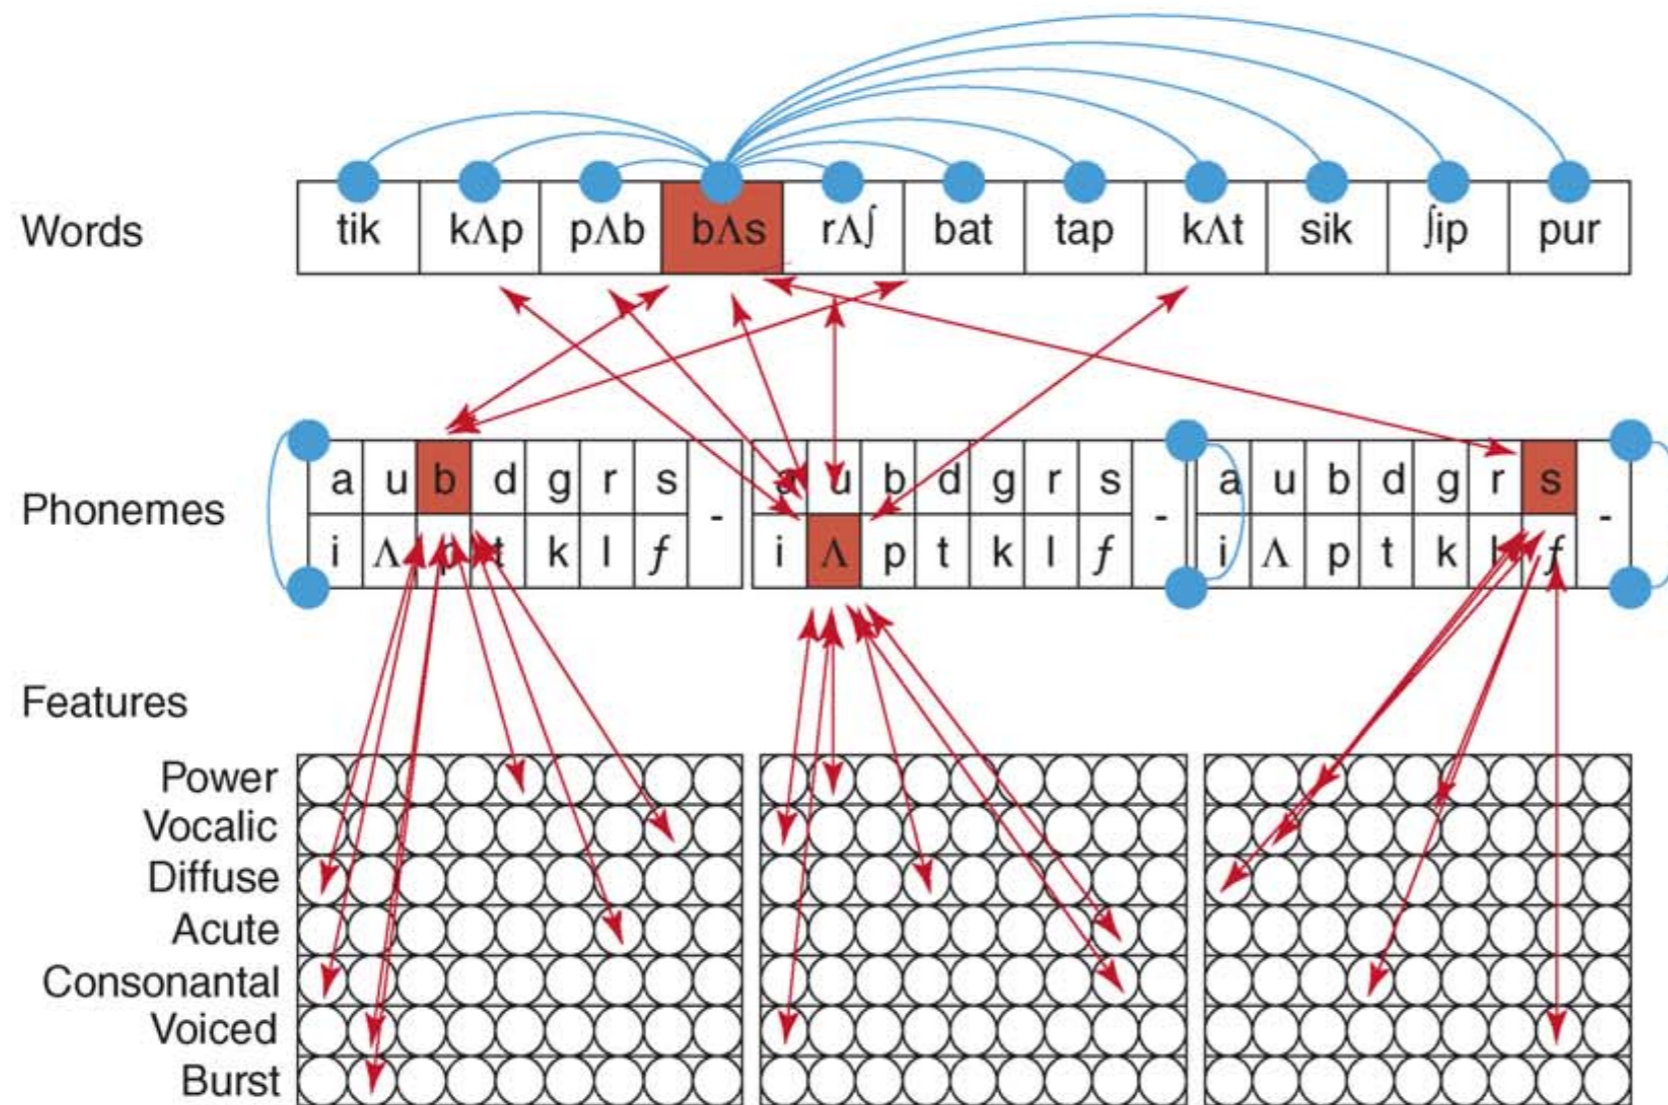 Words tik kΛp pΛb bΛs rΛʃ bat tap kΛt sik ʃip pur
a u b d g r s a u b d g r s a u b d g r s
Phonemes - - -
i Λ p t k l ƒ i Λ p t k l ƒ i Λ p t k l ƒ
Features
Power
Vocalic
Diffuse
Acute
Consonantal
Voiced
Burst